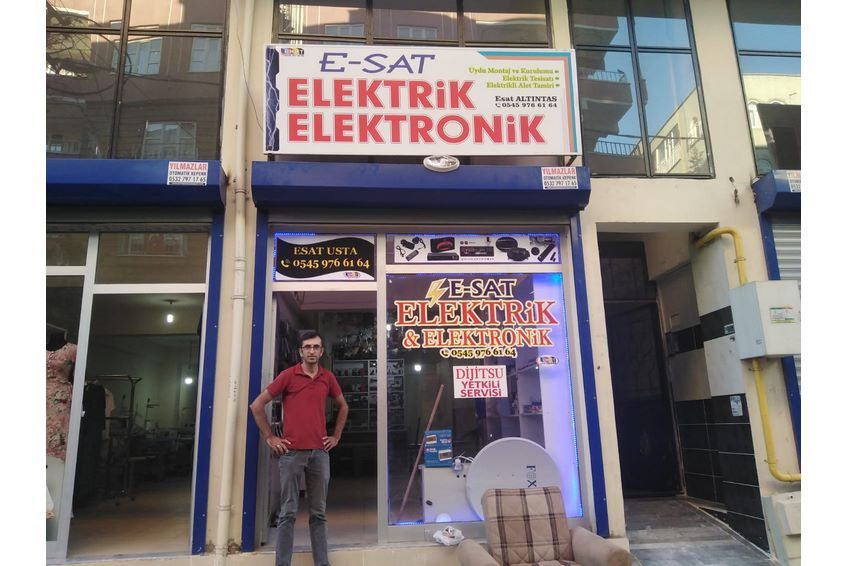 E-SAT
ELEKTRiK
ELEKTRONiK
Uydu Montaj ve Kurulumu
Elektrik Tesisatı
Elektrikli Alet Tamiri
Esat ALTINTAS
0545 976 61 64
YILMAZLAR
OTOMATİK KEPENK
0532 797 17 65
YILMAZLAR
OTOMATİK KEPENK
0532 797 17 65
YILMAZLAR
ESAT USTA
0545 976 61 64
E-SAT
ELEKTRiK
& ELEKTRONiK
0545 976 61 64
DİJİTSU
YETKİLİ
SERVİSİ